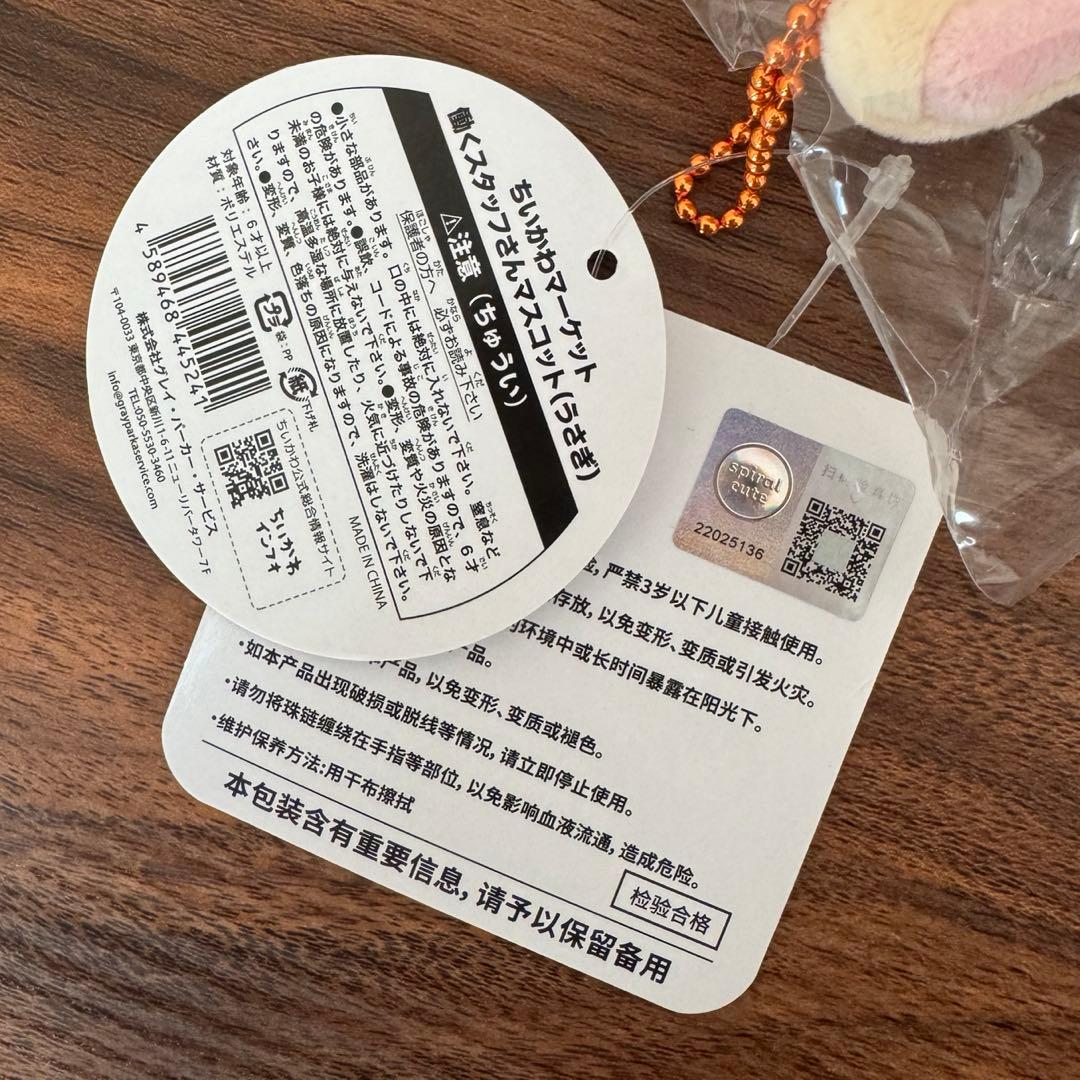 ちいかわマーケット
働くスタッフさんマスコット(うさぎ)
⚠注意（ちゅうい）
保護者の方へ 必ずお読み下さい
●小さな部品があります。口の中には絶対に入れないで下さい。窒息など
の危険があります。●誤飲、コードによる事故の危険がありますので、6才
未満のお子様には絶対に与えないで下さい。●変形、変質や火災の原因とな
りますので、高温多湿な場所に放置したり、火気に近づけたりしないで下
さい。●変形、変質、色落ちの原因になりますので、洗濯はしないで下さい。
対象年齢：6才以上
材質：ポリエステル
MADE IN CHINA
プラ
袋：PP
紙
下げ札
4 589468 445241
ちいかわ公式総合情報サイト
ちいかわ
インフォ
株式会社グレイ・パーカー・サービス
〒104-0033 東京都中央区新川1-6-11ニューリバータワー7F
TEL:050-5530-3460
info@grayparkaservice.com
spiral
cute
22025136
险, 严禁3岁以下儿童接触使用。
存放, 以免变形、变质或引发火灾。
环境中或长时间暴露在阳光下。
产品。
产品, 以免变形、变质或褪色。
·如本产品出现破损或脱线等情况, 请立即停止使用。
·请勿将珠链缠绕在手指等部位, 以免影响血液流通, 造成危险。
·维护保养方法:用干布擦拭
检验合格
本包装含有重要信息, 请予以保留备用